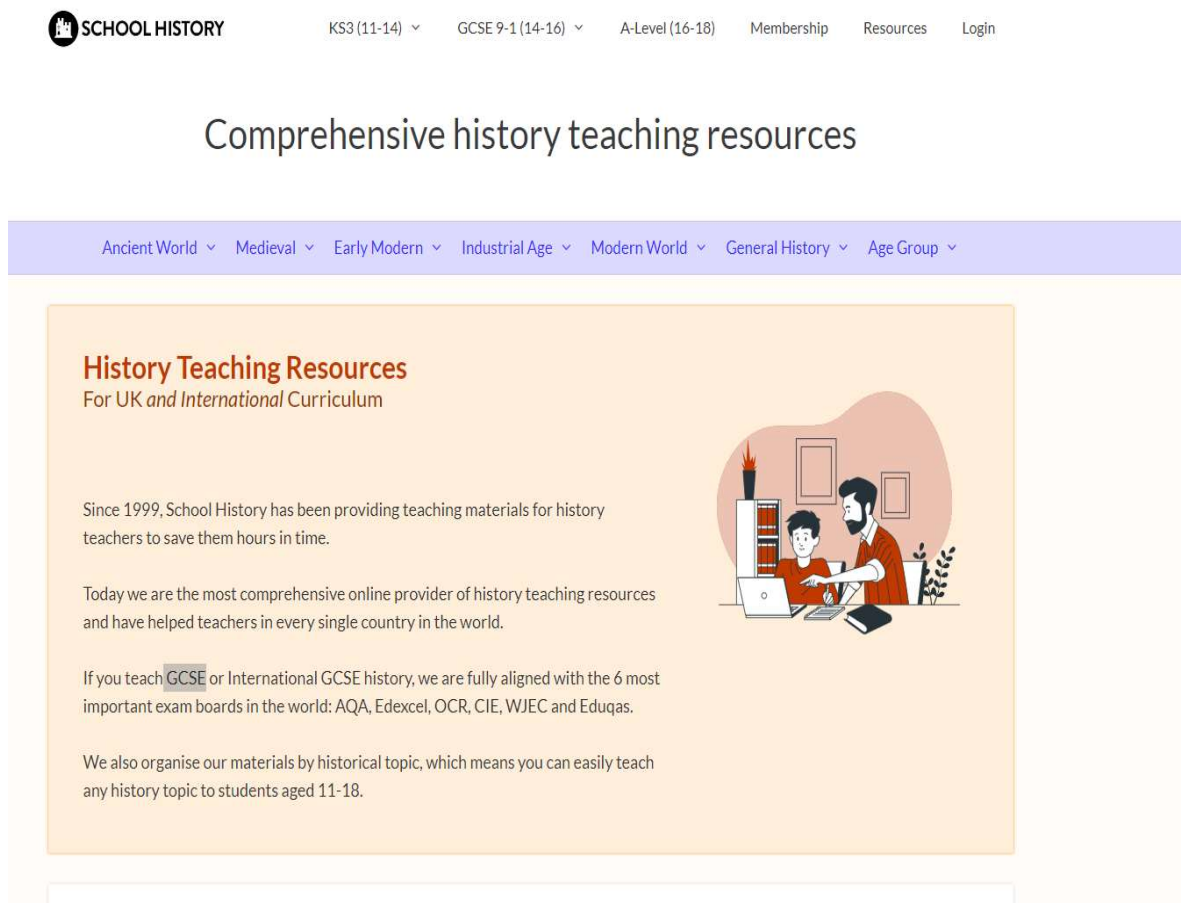 SCHOOL HISTORY
KS3 (11-14) GCSE 9-1 (14-16) A-Level (16-18) Membership Resources Login
Comprehensive history teaching resources
Ancient World Medieval Early Modern Industrial Age Modern World General History Age Group
History Teaching Resources
For UK and International Curriculum
Since 1999, School History has been providing teaching materials for history
teachers to save them hours in time.
Today we are the most comprehensive online provider of history teaching resources
and have helped teachers in every single country in the world.
If you teach GCSE or International GCSE history, we are fully aligned with the 6 most
important exam boards in the world: AQA, Edexcel, OCR, CIE, WJEC and Eduqas.
We also organise our materials by historical topic, which means you can easily teach
any history topic to students aged 11-18.